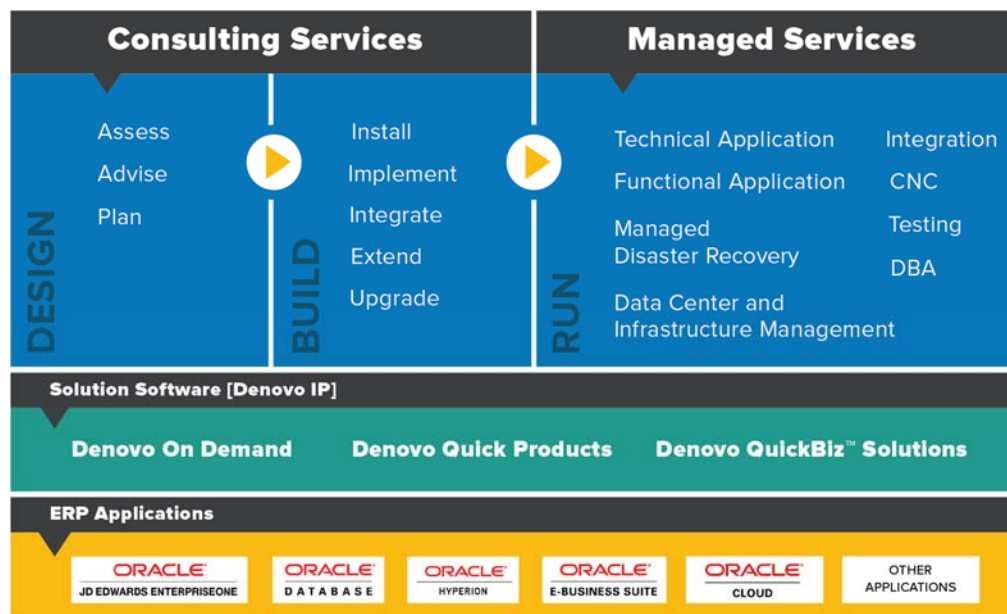 Consulting Services
Managed Services
DESIGN
Assess
Advise
Plan
BUILD
Install
Implement
Integrate
Extend
Upgrade
RUN
Technical Application
Functional Application
Managed
Disaster Recovery
Data Center and
Infrastructure Management
Integration
CNC
Testing
DBA
Solution Software [Denovo IP]
Denovo On Demand
Denovo Quick Products
Denovo QuickBiz™ Solutions
ERP Applications
ORACLE®
JD EDWARDS ENTERPRISEONE
ORACLE®
DATABASE
ORACLE®
HYPERION
ORACLE®
E-BUSINESS SUITE
ORACLE®
CLOUD
OTHER
APPLICATIONS